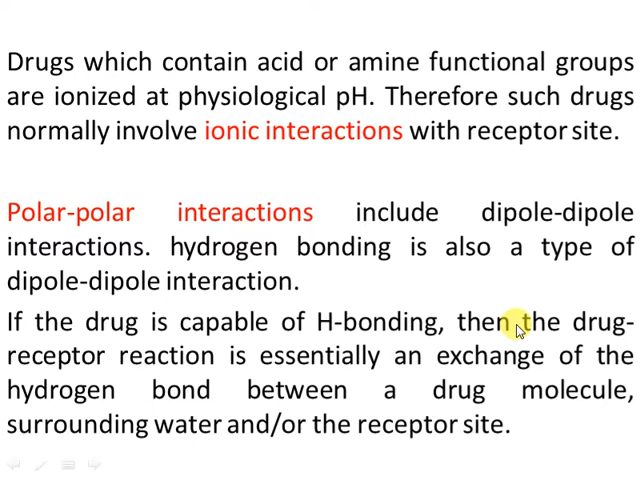 Drugs which contain acid or amine functional groups
are ionized at physiological pH. Therefore such drugs
normally involve ionic interactions with receptor site.
Polar-polar interactions include dipole-dipole
interactions. hydrogen bonding is also a type of
dipole-dipole interaction.
If the drug is capable of H-bonding, then the drug-
receptor reaction is essentially an exchange of the
hydrogen bond between a drug molecule,
surrounding water and/or the receptor site.